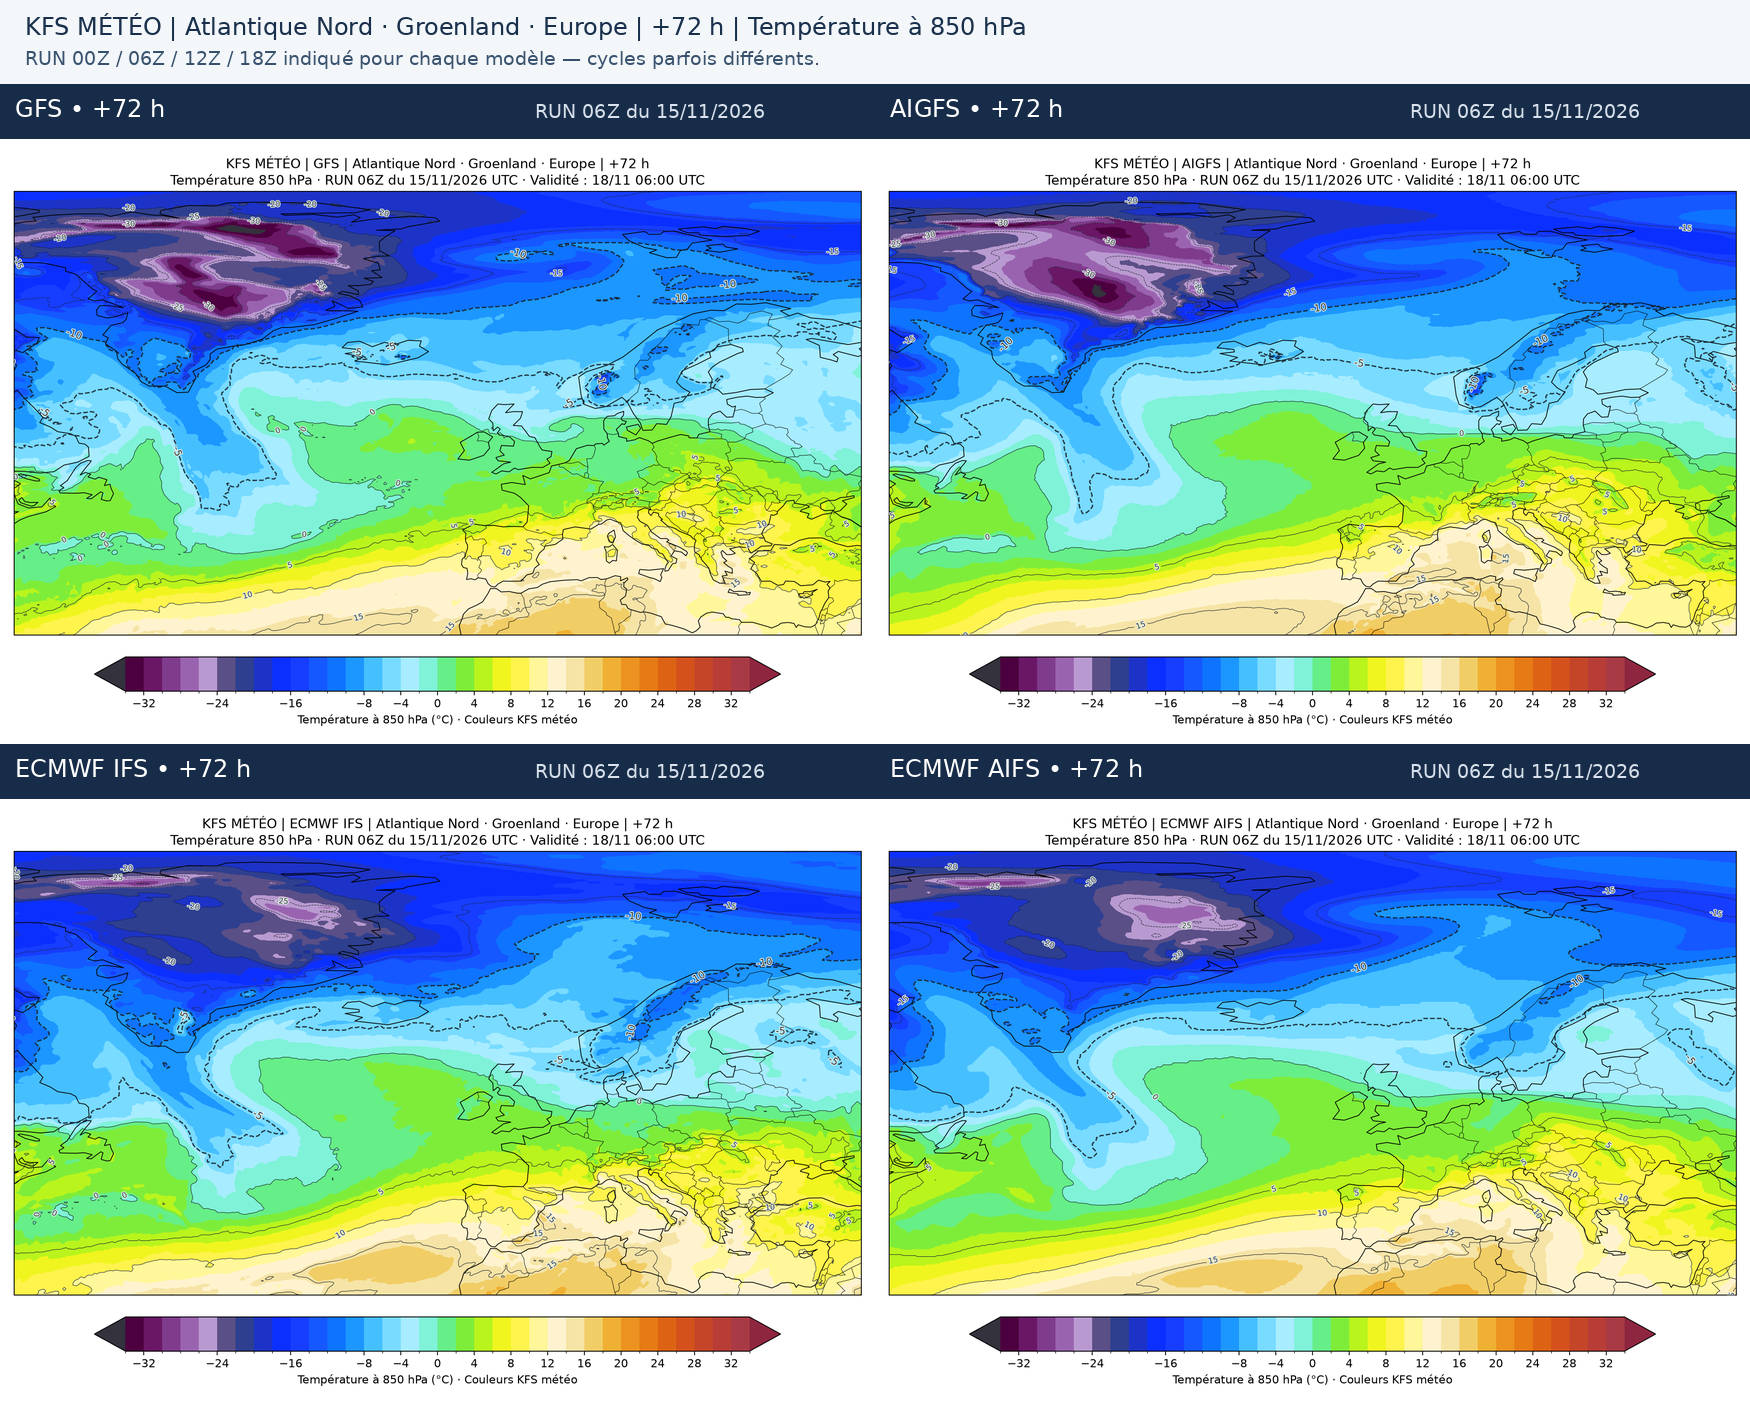 KFS MÉTÉO | Atlantique Nord · Groenland · Europe | +72 h | Température à 850 hPa
RUN 00Z / 06Z / 12Z / 18Z indiqué pour chaque modèle — cycles parfois différents.
GFS • +72 h
RUN 06Z du 15/11/2026
AIGFS • +72 h
RUN 06Z du 15/11/2026
KFS MÉTÉO | GFS | Atlantique Nord · Groenland · Europe | +72 h
Température 850 hPa · RUN 06Z du 15/11/2026 UTC · Validité : 18/11 06:00 UTC
KFS MÉTÉO | AIGFS | Atlantique Nord · Groenland · Europe | +72 h
Température 850 hPa · RUN 06Z du 15/11/2026 UTC · Validité : 18/11 06:00 UTC
−32 −24 −16 −8 −4 0 4 8 12 16 20 24 28 32
Température à 850 hPa (°C) · Couleurs KFS météo
−32 −24 −16 −8 −4 0 4 8 12 16 20 24 28 32
Température à 850 hPa (°C) · Couleurs KFS météo
ECMWF IFS • +72 h
RUN 06Z du 15/11/2026
ECMWF AIFS • +72 h
RUN 06Z du 15/11/2026
KFS MÉTÉO | ECMWF IFS | Atlantique Nord · Groenland · Europe | +72 h
Température 850 hPa · RUN 06Z du 15/11/2026 UTC · Validité : 18/11 06:00 UTC
KFS MÉTÉO | ECMWF AIFS | Atlantique Nord · Groenland · Europe | +72 h
Température 850 hPa · RUN 06Z du 15/11/2026 UTC · Validité : 18/11 06:00 UTC
−32 −24 −16 −8 −4 0 4 8 12 16 20 24 28 32
Température à 850 hPa (°C) · Couleurs KFS météo
−32 −24 −16 −8 −4 0 4 8 12 16 20 24 28 32
Température à 850 hPa (°C) · Couleurs KFS météo